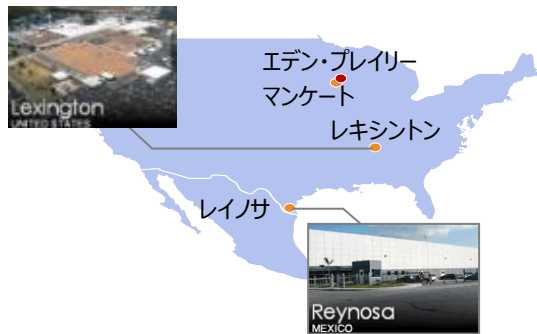 エデン・プレイリー
マンケート
Lexington
UNITED STATES
レキシントン
レイノサ
Reynosa
MEXICO